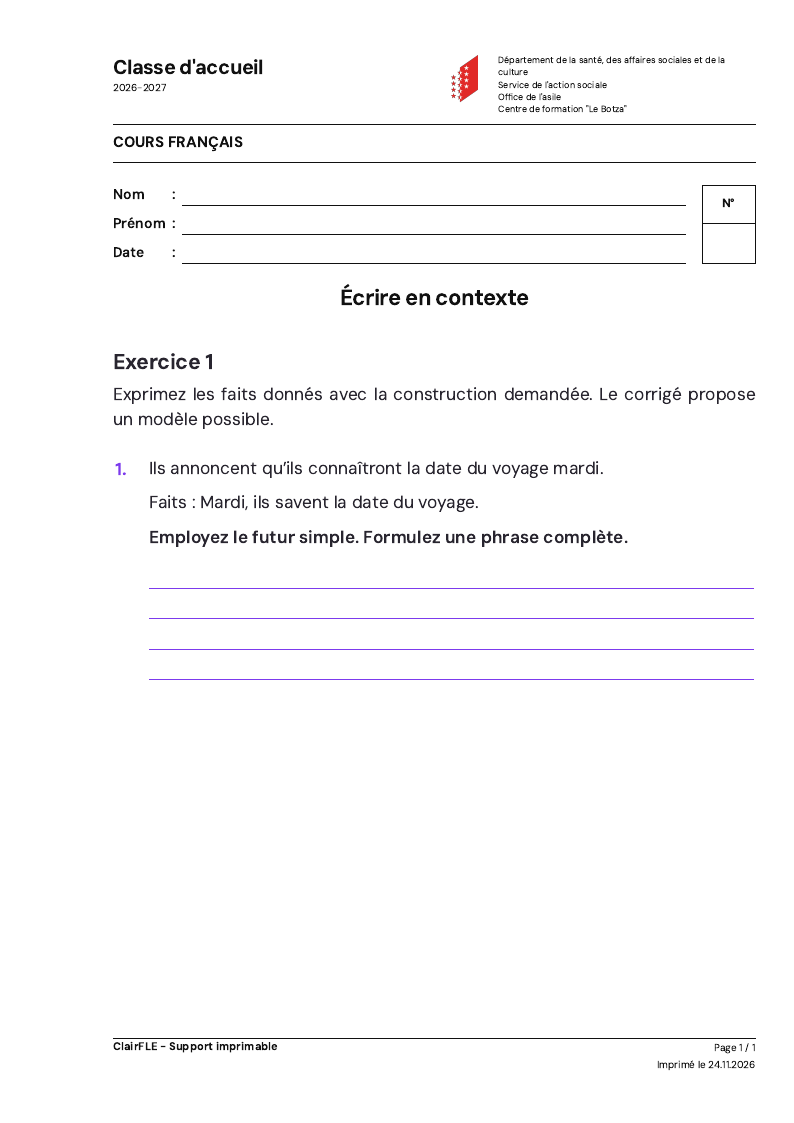 Classe d'accueil
2026-2027
Département de la santé, des affaires sociales et de la
culture
Service de l'action sociale
Office de l'asile
Centre de formation "Le Botza"
COURS FRANÇAIS
Nom :
Prénom :
Date :
N°
Écrire en contexte
Exercice 1
Exprimez les faits donnés avec la construction demandée. Le corrigé propose
un modèle possible.
1. Ils annoncent qu’ils connaîtront la date du voyage mardi.
Faits : Mardi, ils savent la date du voyage.
Employez le futur simple. Formulez une phrase complète.
ClairFLE - Support imprimable
Page 1 / 1
Imprimé le 24.11.2026